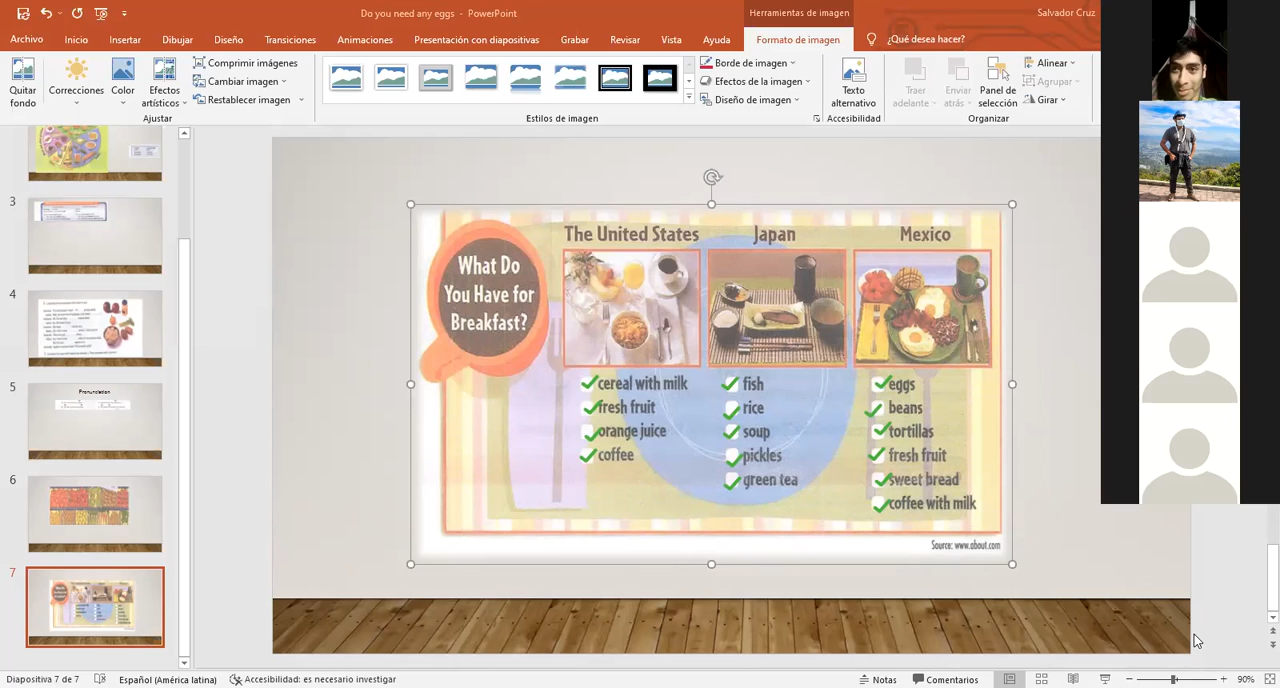 Do you need any eggs - PowerPoint
Herramientas de imagen
Salvador Cruz
Archivo
Inicio
Insertar
Dibujar
Diseño
Transiciones
Animaciones
Presentación con diapositivas
Grabar
Revisar
Vista
Ayuda
Formato de imagen
¿Qué desea hacer?
Quitar fondo
Correcciones
Color
Efectos artísticos
Comprimir imágenes
Cambiar imagen
Restablecer imagen
Borde de imagen
Efectos de la imagen
Diseño de imagen
Texto alternativo
Traer adelante
Enviar atrás
Panel de selección
Alinear
Agrupar
Girar
Ajustar
Estilos de imagen
Accesibilidad
Organizar
3
4
5
Pronunciation
6
7
What Do
You Have for
Breakfast?
The United States
cereal with milk
fresh fruit
orange juice
coffee
Japan
fish
rice
soup
pickles
green tea
Mexico
eggs
beans
tortillas
fresh fruit
sweet bread
coffee with milk
Source: www.about.com
Diapositiva 7 de 7
Español (América latina)
Accesibilidad: es necesario investigar
Notas
Comentarios
90%